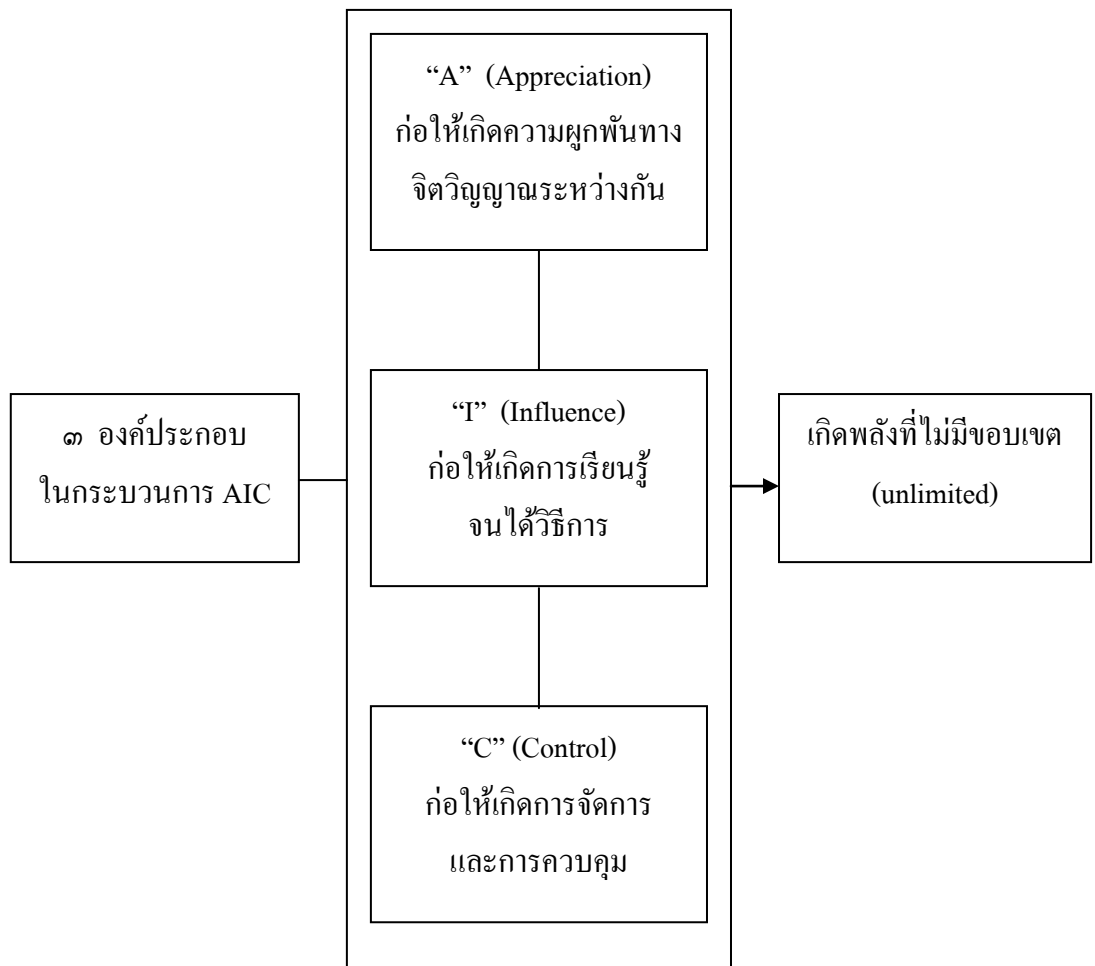 “A” (Appreciation)
ก่อให้เกิดความผูกพันทาง
จิตวิญญาณระหว่างกัน
๓ องค์ประกอบ
ในกระบวนการ AIC
“I” (Influence)
ก่อให้เกิดการเรียนรู้
จนได้วิธีการ
เกิดพลังที่ไม่มีขอบเขต
(unlimited)
“C” (Control)
ก่อให้เกิดการจัดการ
และการควบคุม